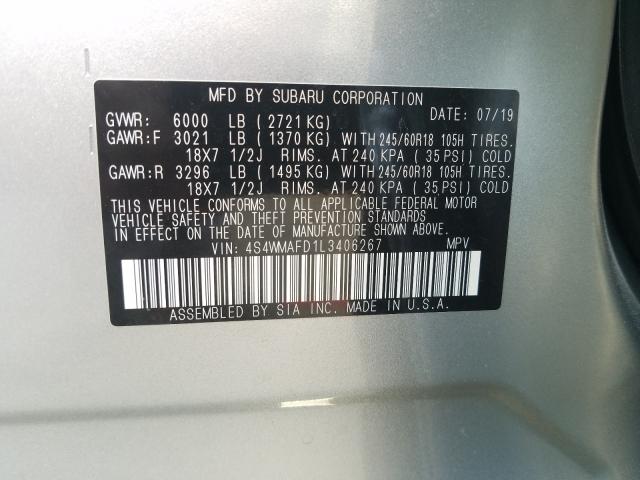 MFD BY SUBARU CORPORATION
GVWR: 6000 LB (2721 KG) DATE: 07/19
GAWR:F 3021 LB (1370 KG) WITH 245/60R18 105H TIRES.
18X7 1/2J RIMS. AT 240 KPA (35 PSI) COLD
GAWR:R 3296 LB (1495 KG) WITH 245/60R18 105H TIRES.
18X7 1/2J RIMS. AT 240 KPA (35 PSI) COLD
THIS VEHICLE CONFORMS TO ALL APPLICABLE FEDERAL MOTOR
VEHICLE SAFETY AND THEFT PREVENTION STANDARDS
IN EFFECT ON THE DATE OF MANUFACTURE SHOWN ABOVE.
VIN: 4S4WMAFD1L3406267 MPV
ASSEMBLED BY SIA INC. MADE IN U.S.A.